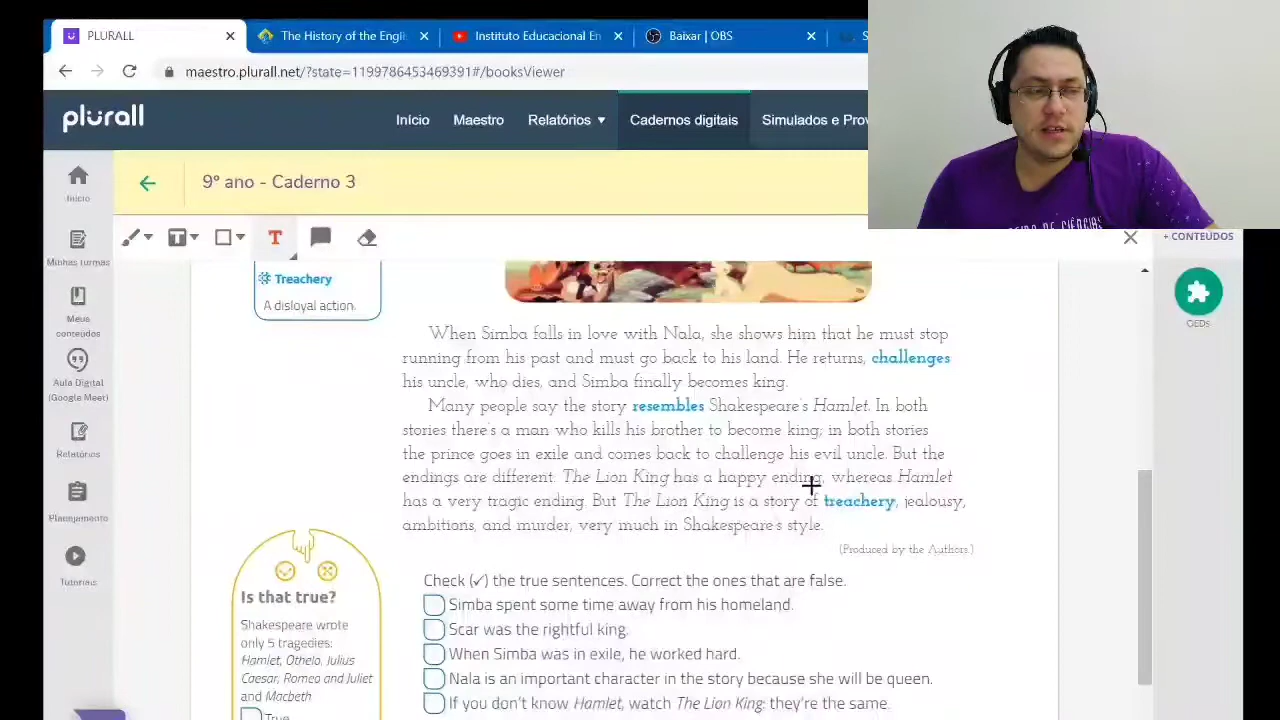 PLURALL
The History of the Engli
Instituto Educacional En
Baixar | OBS
maestro.plurall.net/?state=1199786453469391#/booksViewer
plurall
Início
Maestro
Relatórios
Cadernos digitais
Simulados e Prov
9º ano - Caderno 3
Início
Minhas turmas
Meus
conteúdos
Aula Digital
(Google Meet)
Relatórios
Planejamento
Tutoriais
+ CONTEÚDOS
Treachery
A disloyal action.
When Simba falls in love with Nala, she shows him that he must stop
running from his past and must go back to his land. He returns, challenges
his uncle, who dies, and Simba finally becomes king.
Many people say the story resembles Shakespeare's Hamlet. In both
stories there's a man who kills his brother to become king; in both stories
the prince goes in exile and comes back to challenge his evil uncle. But the
endings are different. The Lion King has a happy ending, whereas Hamlet
has a very tragic ending. But The Lion King is a story of treachery, jealousy,
ambitions, and murder, very much in Shakespeare's style.
(Produced by the Authors.)
Check (✓) the true sentences. Correct the ones that are false.
Simba spent some time away from his homeland.
Scar was the rightful king.
When Simba was in exile, he worked hard.
Nala is an important character in the story because she will be queen.
If you don't know Hamlet, watch The Lion King: they're the same.
Is that true?
Shakespeare wrote
only 5 tragedies:
Hamlet, Othelo, Julius
Caesar, Romeo and Juliet
and Macbeth
True